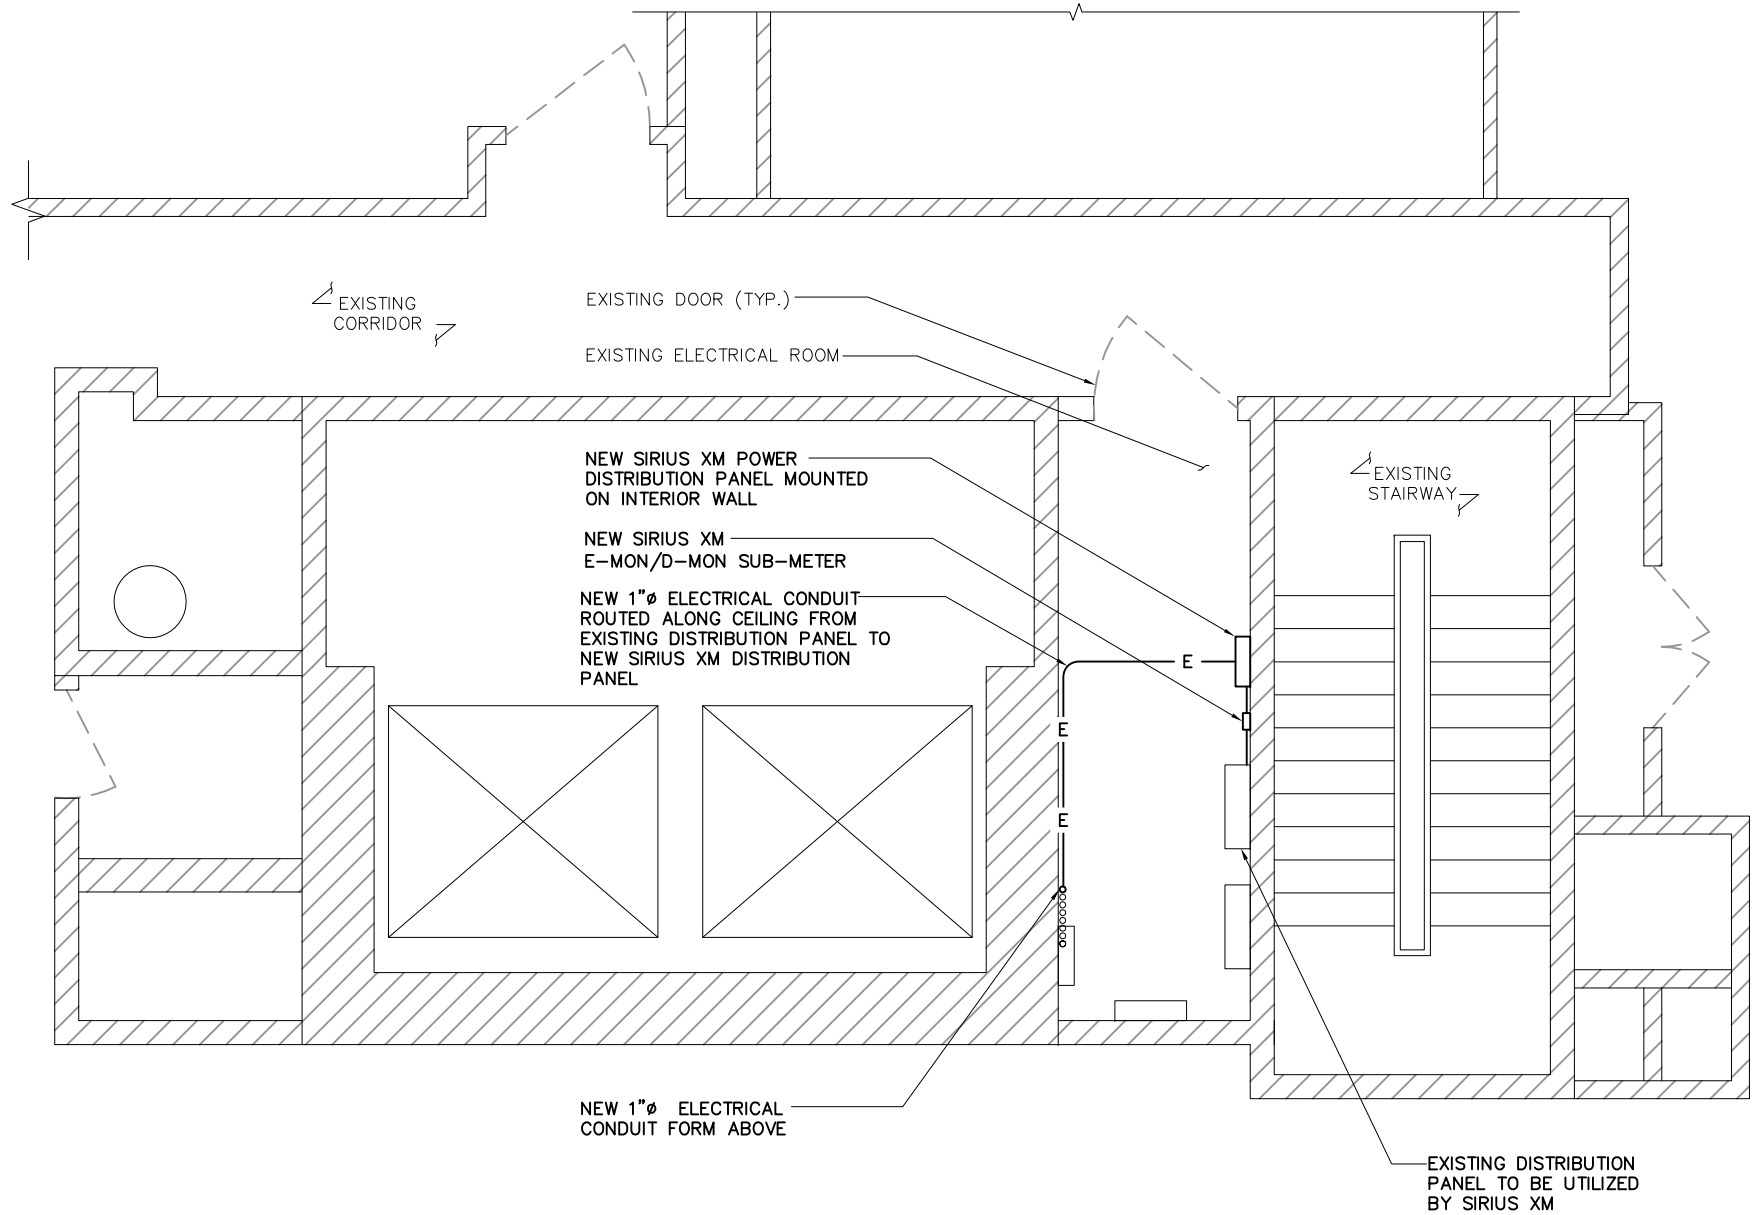 EXISTING
CORRIDOR
EXISTING DOOR (TYP.)
EXISTING ELECTRICAL ROOM
NEW SIRIUS XM POWER
DISTRIBUTION PANEL MOUNTED
ON INTERIOR WALL
EXISTING
STAIRWAY
NEW SIRIUS XM
E-MON/D-MON SUB-METER
NEW 1"ø ELECTRICAL CONDUIT
ROUTED ALONG CEILING FROM
EXISTING DISTRIBUTION PANEL TO
NEW SIRIUS XM DISTRIBUTION
PANEL
E
E
E
NEW 1"ø ELECTRICAL
CONDUIT FORM ABOVE
EXISTING DISTRIBUTION
PANEL TO BE UTILIZED
BY SIRIUS XM